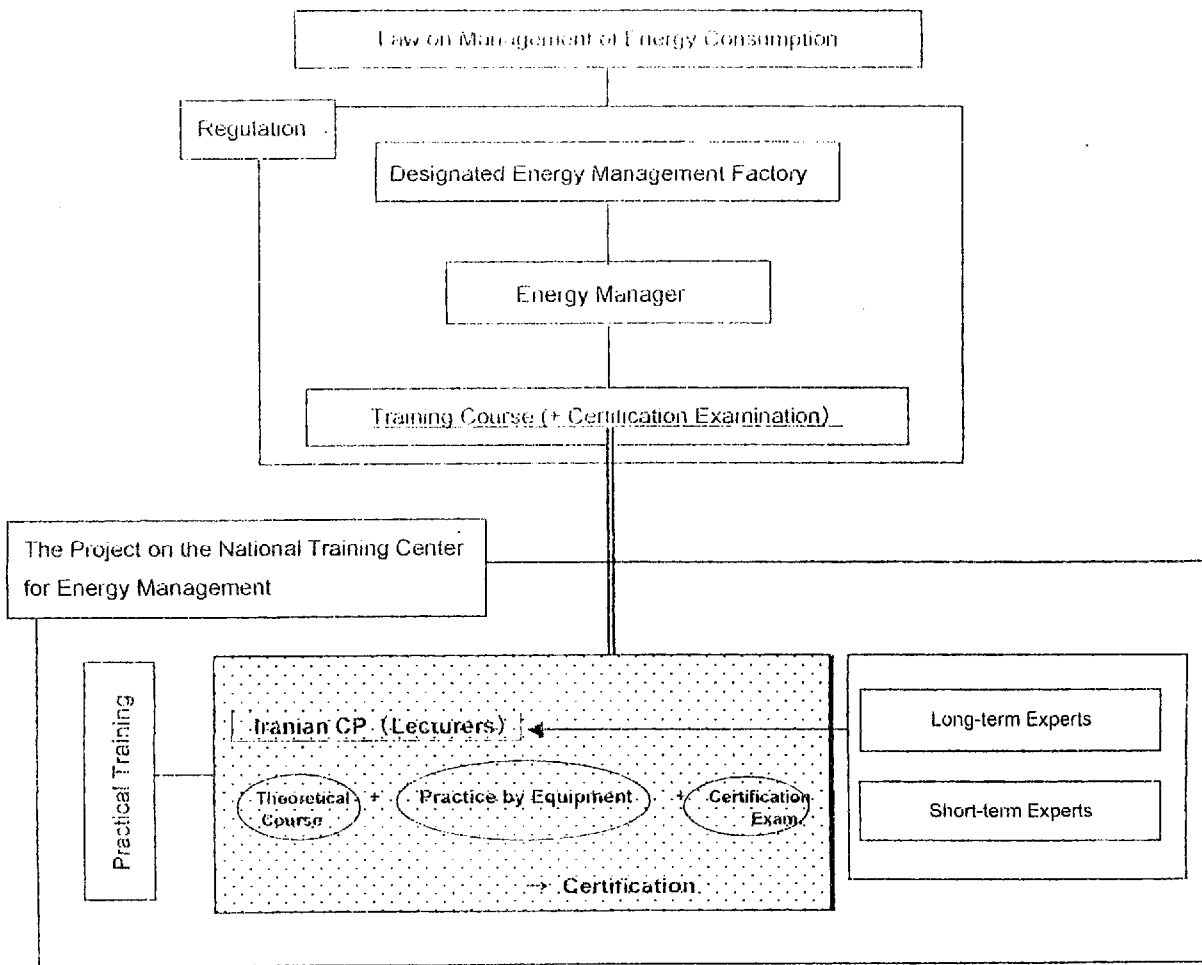 Law on Management of Energy Consumption
Regulation
Designated Energy Management Factory
Energy Manager
Training Course (+ Certification Examination)
The Project on the National Training Center
for Energy Management
Practical Training
Iranian CP (Lecturers)
Long-term Experts
Theoretical
Course
+
Practice by Equipment
+
Certification
Exam.
Short-term Experts
→ Certification